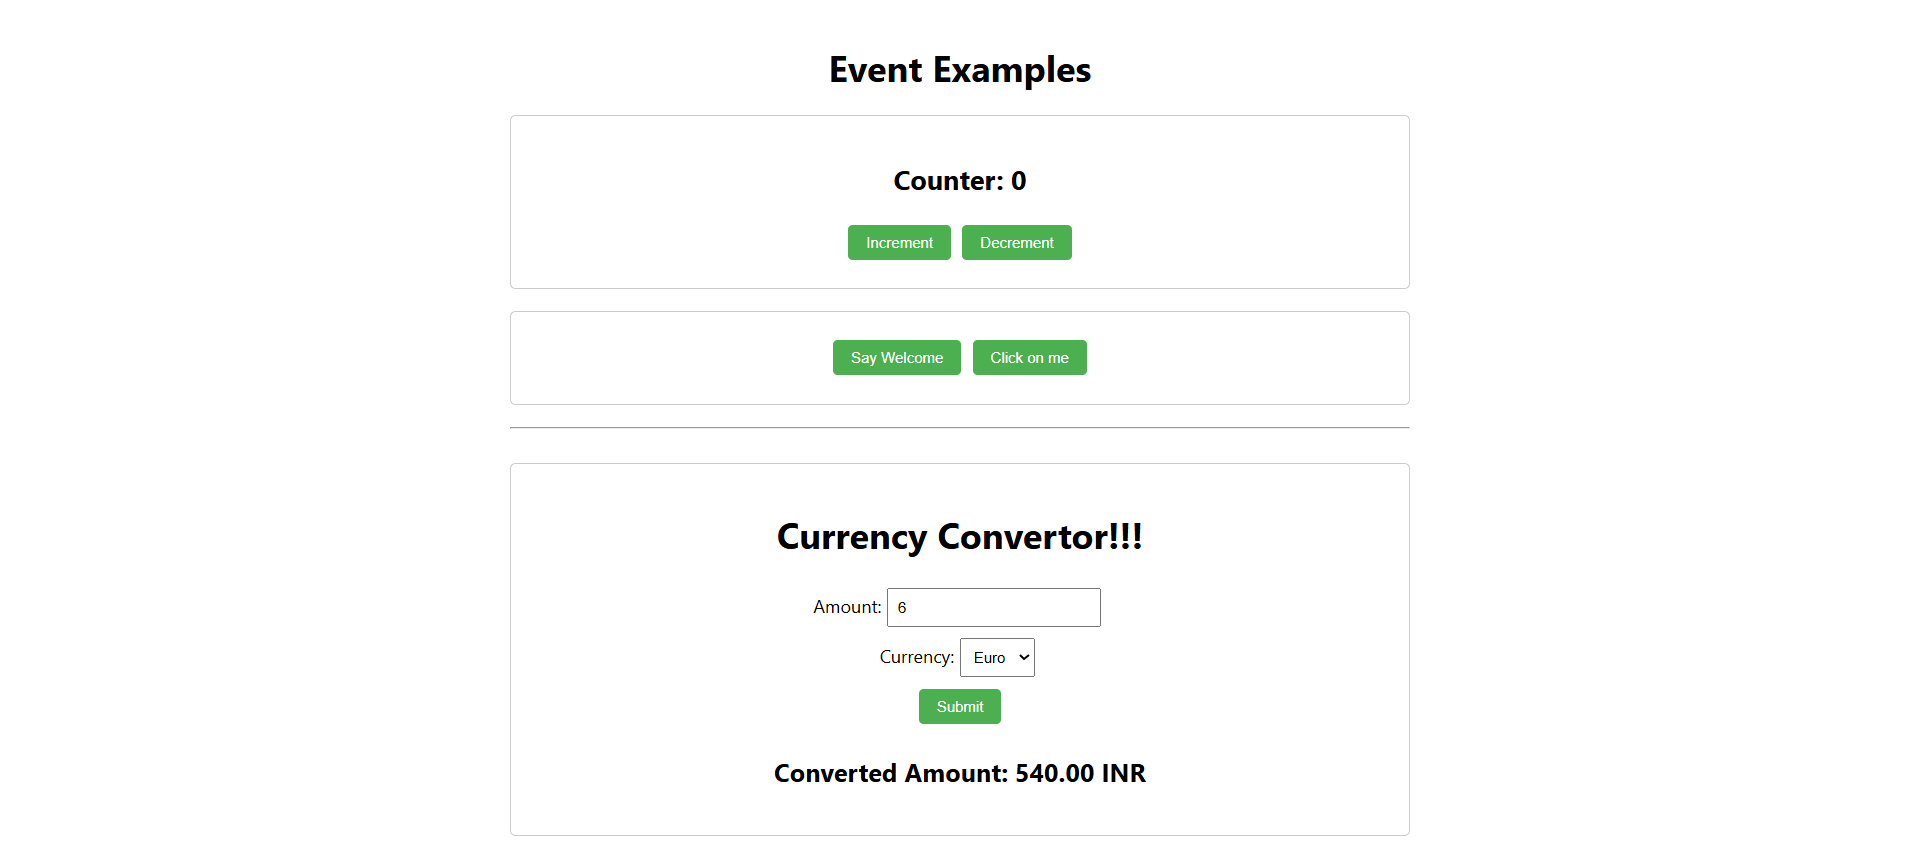 Event Examples
Counter: 0
Increment Decrement
Say Welcome Click on me
Currency Convertor!!!
Amount: 6
Currency: Euro
Submit
Converted Amount: 540.00 INR